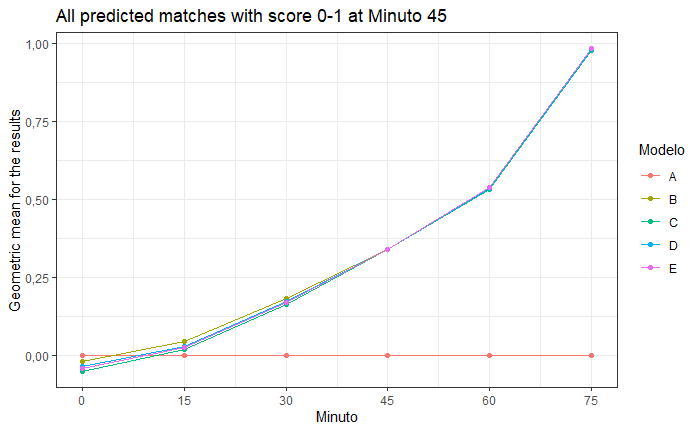 All predicted matches with score 0-1 at Minuto 45
Geometric mean for the results
1,00
0,75
0,50
0,25
0,00
0
15
30
45
60
75
Minuto
Modelo
A
B
C
D
E